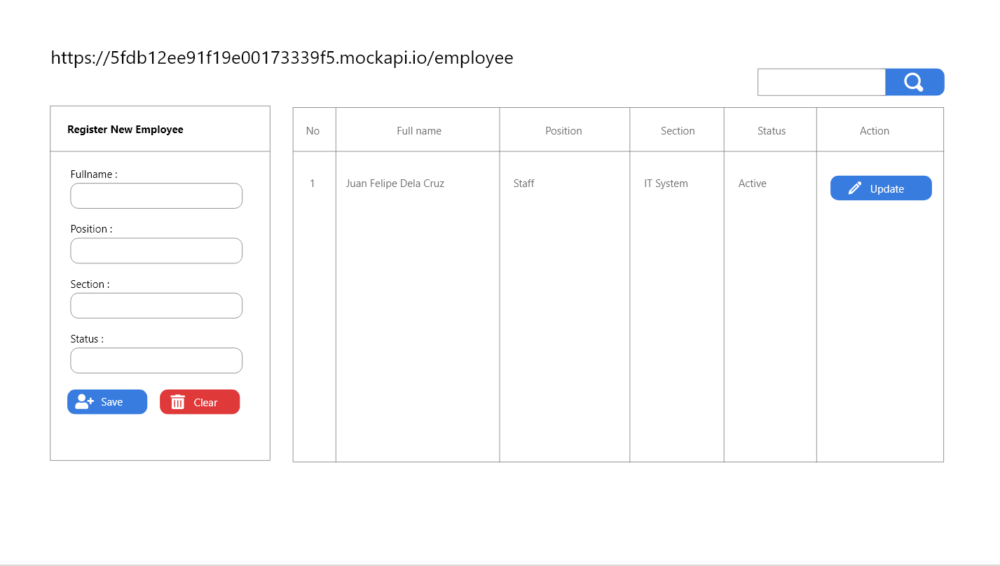 https://5fdb12ee91f19e00173339f5.mockapi.io/employee
Register New Employee
Fullname :
Position :
Section :
Status :
Save Clear
No Full name Position Section Status Action
1 Juan Felipe Dela Cruz Staff IT System Active Update